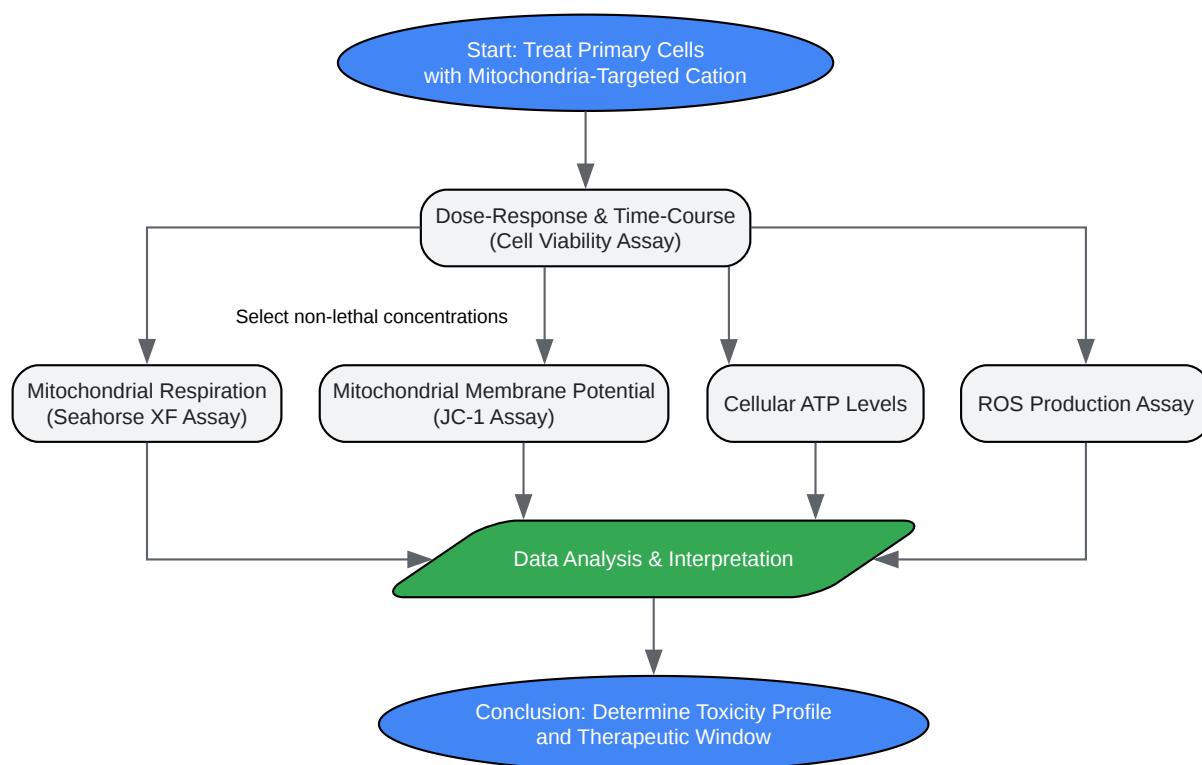 Start: Treat Primary Cells
with Mitochondria-Targeted Cation
Dose-Response & Time-Course
(Cell Viability Assay)
Select non-lethal concentrations
Mitochondrial Respiration
(Seahorse XF Assay)
Mitochondrial Membrane Potential
(JC-1 Assay)
Cellular ATP Levels
ROS Production Assay
Data Analysis & Interpretation
Conclusion: Determine Toxicity Profile
and Therapeutic Window